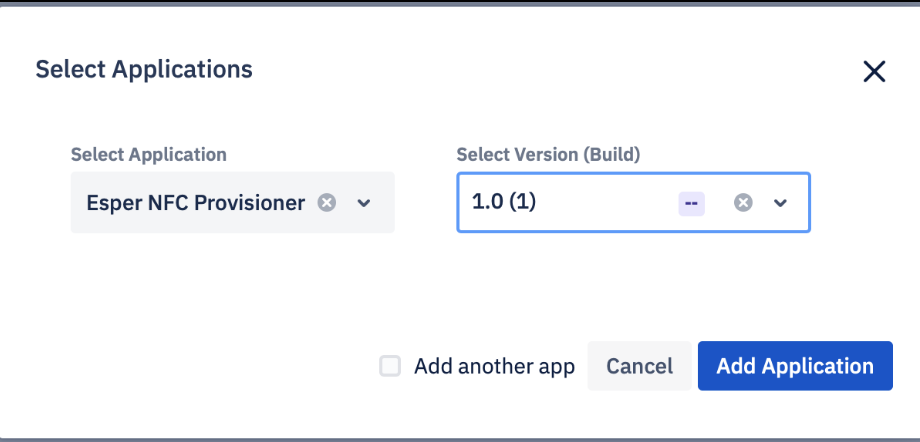 Select Applications
Select Application
Select Version (Build)
Esper NFC Provisioner
1.0 (1)
--
Add another app
Cancel
Add Application